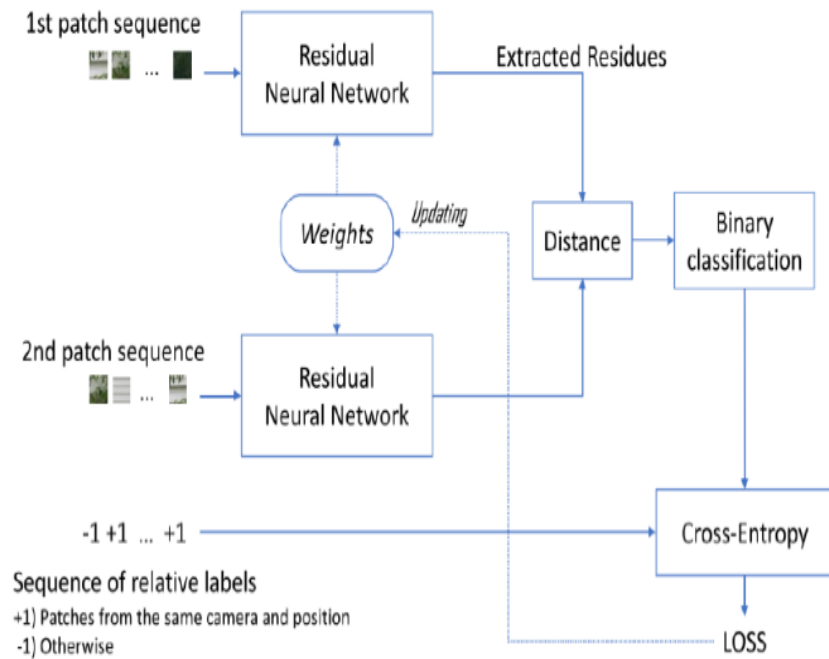 1st patch sequence
...
Residual
Neural Network
Extracted Residues
Weights
Updating
Distance
Binary
classification
2nd patch sequence
...
Residual
Neural Network
-1 +1 ... +1
Cross-Entropy
Sequence of relative labels
+1) Patches from the same camera and position
-1) Otherwise
LOSS